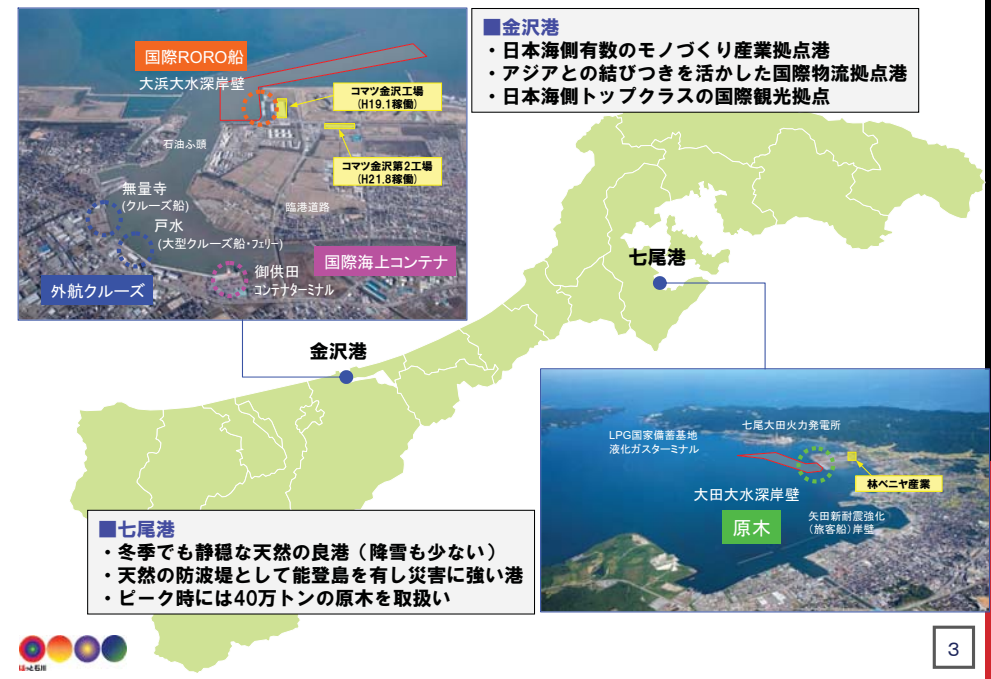 国際RORO船
大浜大水深岸壁
コマツ金沢工場
(H19.1稼働)
石油ふ頭
コマツ金沢第2工場
(H21.8稼働)
無量寺
(クルーズ船)
臨港道路
戸水
(大型クルーズ船・フェリー)
国際海上コンテナ
御供田
コンテナターミナル
外航クルーズ
■金沢港
・日本海側有数のモノづくり産業拠点港
・アジアとの結びつきを活かした国際物流拠点港
・日本海側トップクラスの国際観光拠点
七尾港
金沢港
七尾大田火力発電所
LPG国家備蓄基地
液化ガスターミナル
林ベニヤ産業
大田大水深岸壁
原木
矢田新耐震強化
(旅客船)岸壁
■七尾港
・冬季でも静穏な天然の良港（降雪も少ない）
・天然の防波堤として能登島を有し災害に強い港
・ピーク時には40万トンの原木を取扱い
ほっと石川
3